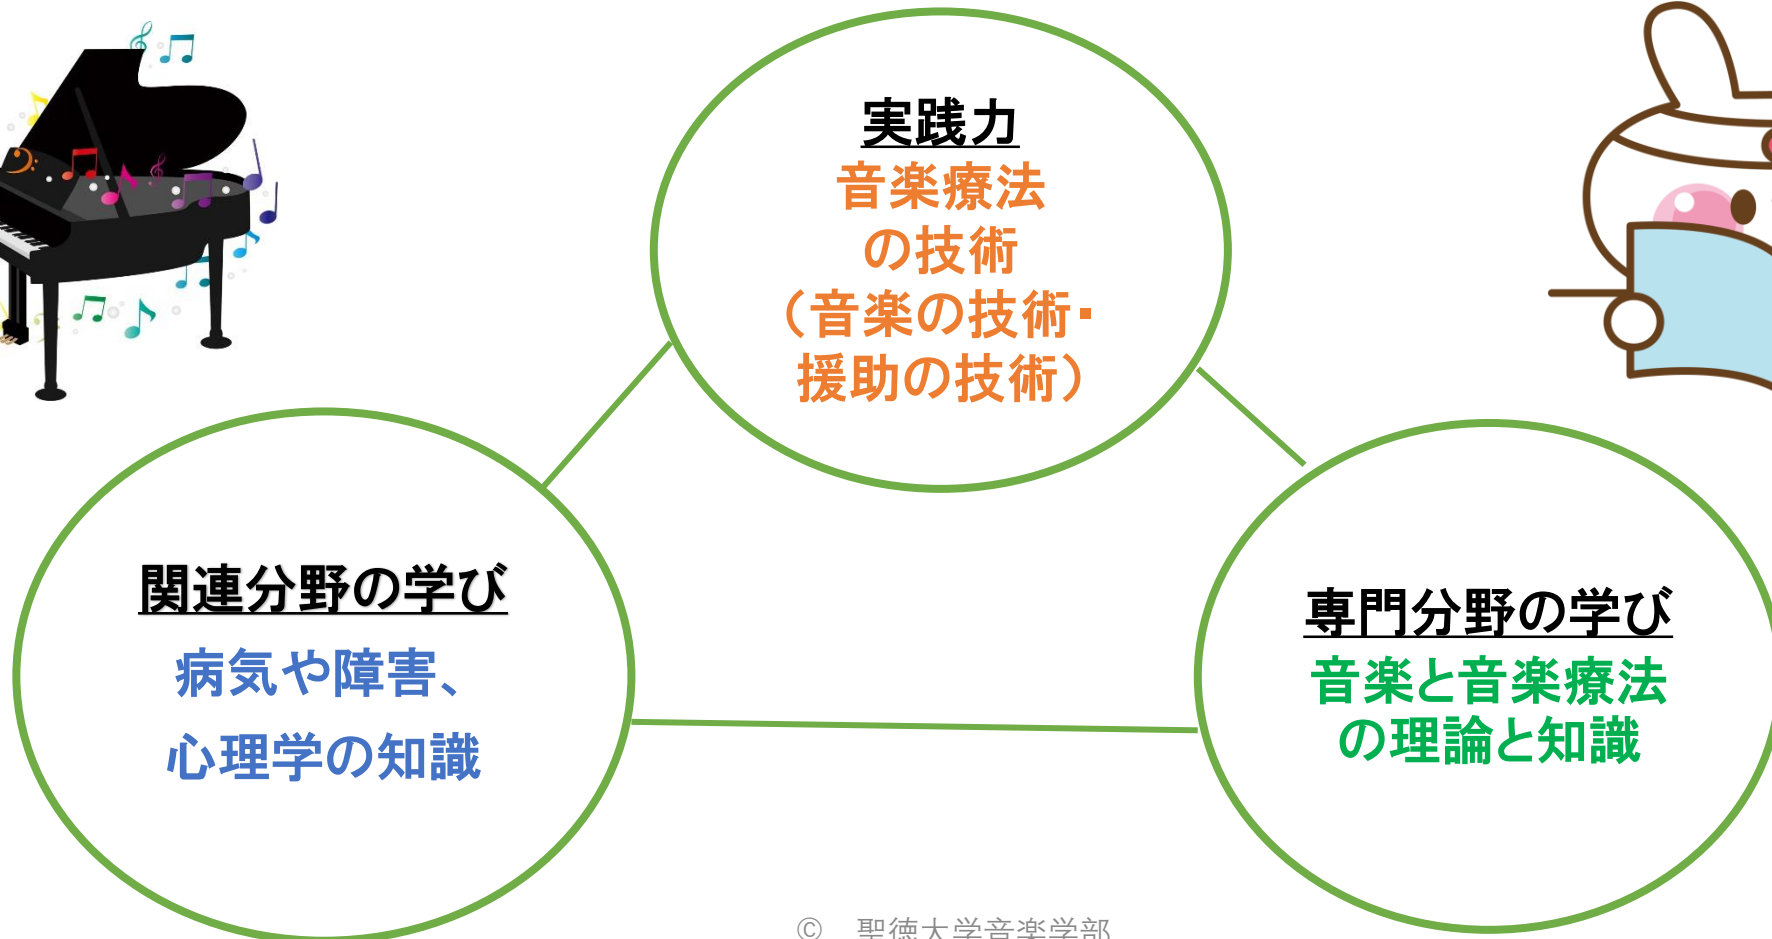 実践力
音楽療法
の技術
（音楽の技術・
援助の技術）
関連分野の学び
病気や障害、
心理学の知識
専門分野の学び
音楽と音楽療法
の理論と知識
© 聖徳大学音楽学部